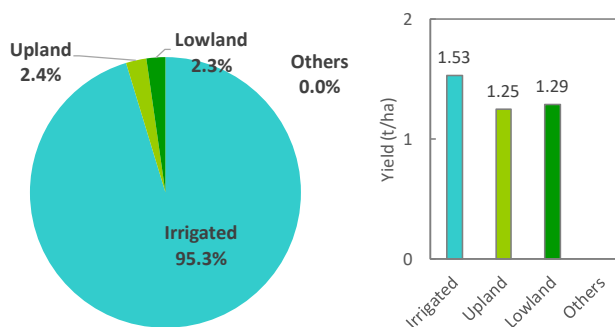 Upland
2.4%
Lowland
2.3%
Others
0.0%
Irrigated
95.3%
Yield (t/ha)
2
1
0
1.53
1.25
1.29
Irrigated
Upland
Lowland
Others